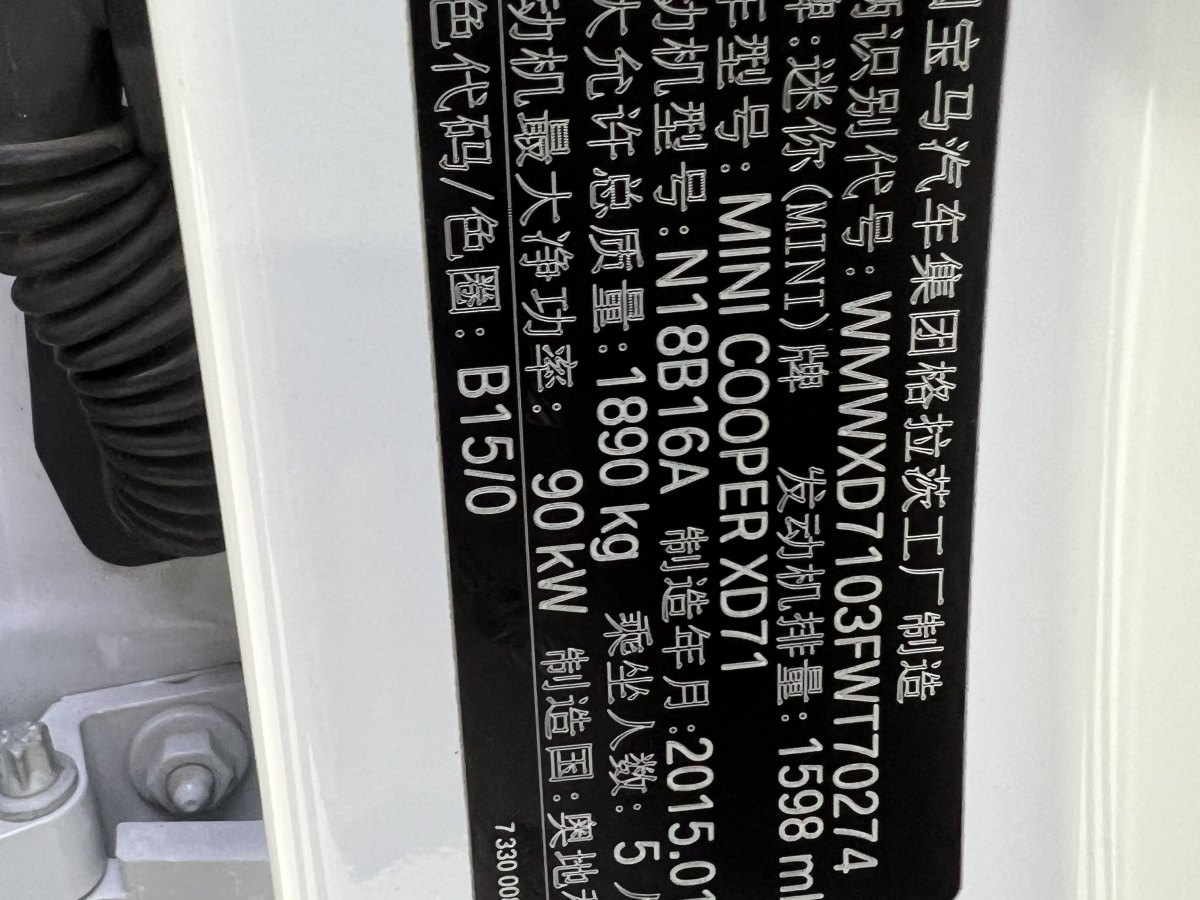 宝马汽车集团格拉茨工厂 制造
识别代号: WMWWXD7103FWT70274
牌: 迷你(MINI)牌 发动机排量: 1598 ml
车型号: MINI COOPER XD71
动机型号: N18B16A 制造年月: 2015.01
大允许总质量: 1890 kg 乘坐人数: 5
动机最大净功率: 90 kW 制造国: 奥地
色代码/色圈: B15/0
7330 00